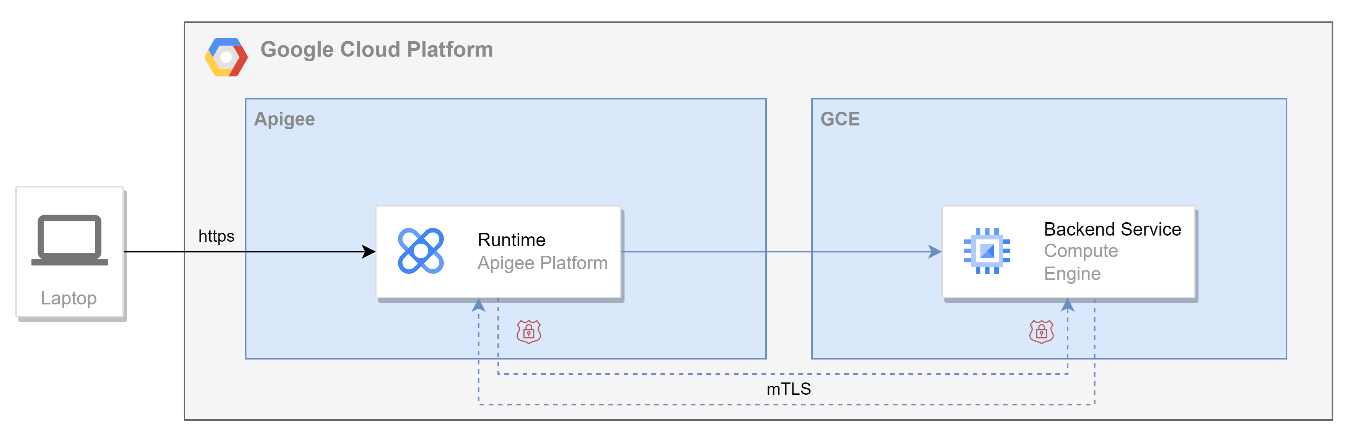 Google Cloud Platform
Apigee
GCE
https
Runtime
Apigee Platform
Backend Service
Compute
Engine
Laptop
mTLS